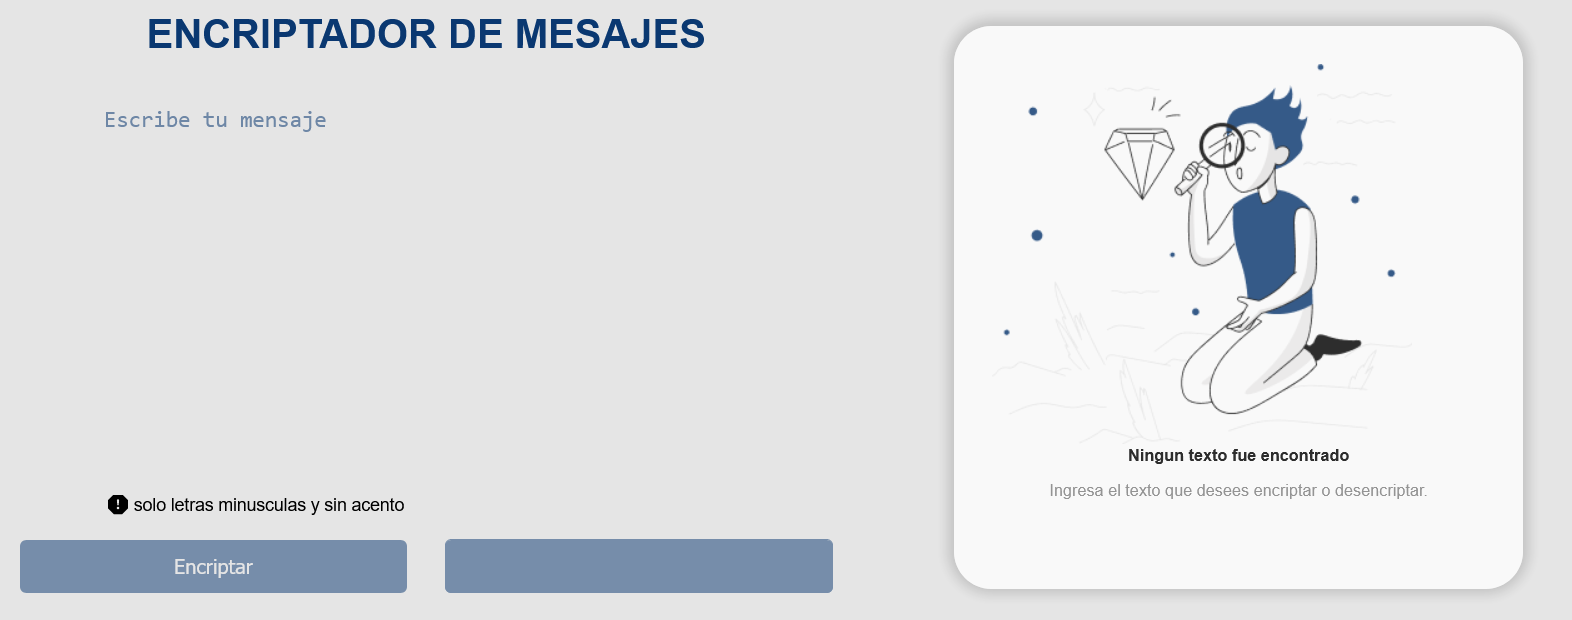 ENCRIPTADOR DE MESAJES
Escribe tu mensaje
solo letras minusculas y sin acento
Encriptar
Ningun texto fue encontrado
Ingresa el texto que desees encriptar o desencriptar.